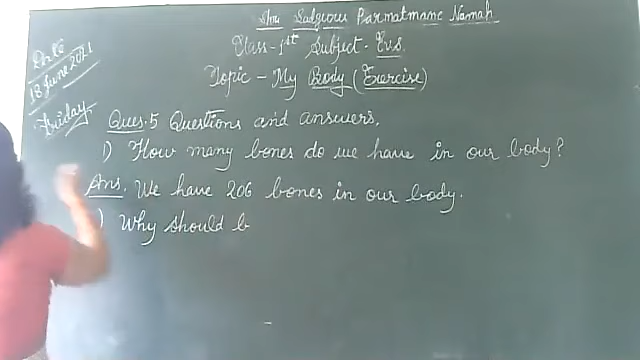 Shri Sadguru Parmatmane Namah
Class-1st Subject-Evs.
Topic - My Body (Exercise)
Date
18 June 2021
Friday
Ques.5 Questions and answers,
1) How many bones do we have in our body?
Ans. We have 206 bones in our body.
) Why should b